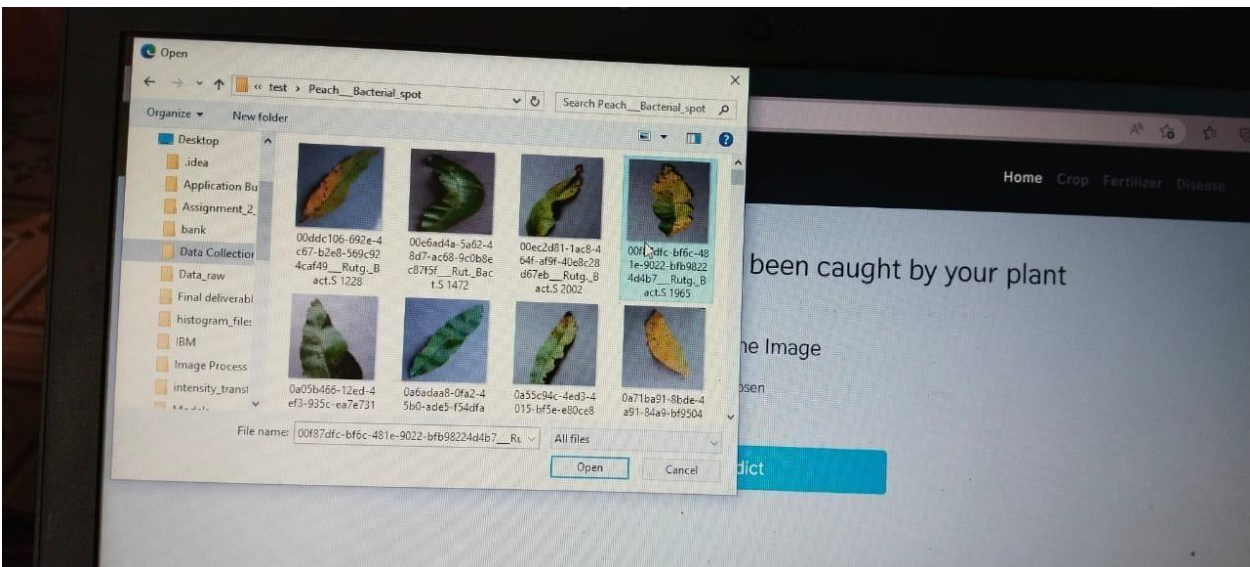 Open
« test > Peach___Bacterial_spot
Search Peach___Bacterial_spot
Organize
New folder
Desktop
.idea
Application Bu
Assignment_2_
bank
Data Collection
Data_raw
Final deliverabl
histogram_files
IBM
Image Process
intensity_transf
00ddc106-692e-4
c67-b2e8-569c92
4caf49___Rutg._B
act.S 1228
00e6ad4a-5a62-4
8d7-ac68-9c0b8e
c87f5f___Rut._Bac
t.S 1472
00ec2d81-1ac8-4
64f-af9f-40e8c28
d67eb___Rutg._B
act.S 2002
00f87dfc-bf6c-48
1e-9022-bfb9822
4d4b7___Rutg._B
act.S 1965
0a05b466-12ed-4
ef3-935c-ea7e731
0a6adaa8-0fa2-4
5b0-ade5-f54dfa
0a55c94c-4ed3-4
015-bf5e-e80ce8
0a71ba91-8bde-4
a91-84a9-bf9504
File name: 00f87dfc-bf6c-481e-9022-bfb98224d4b7___Ru
All files
Open Cancel
Home Crop Fertilizer Disease
been caught by your plant
he Image
osen
dict